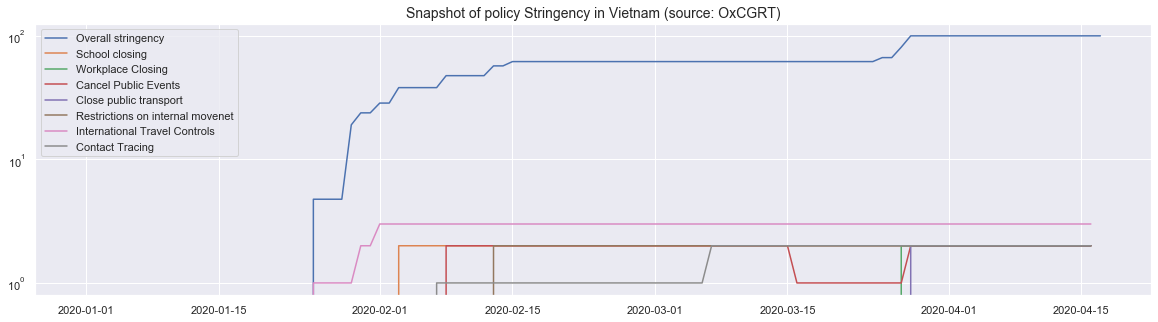 Snapshot of policy Stringency in Vietnam (source: OxCGRT)
10²
Overall stringency
School closing
Workplace Closing
Cancel Public Events
Close public transport
Restrictions on internal movenet
International Travel Controls
Contact Tracing
10¹
10⁰
2020-01-01 2020-01-15 2020-02-01 2020-02-15 2020-03-01 2020-03-15 2020-04-01 2020-04-15